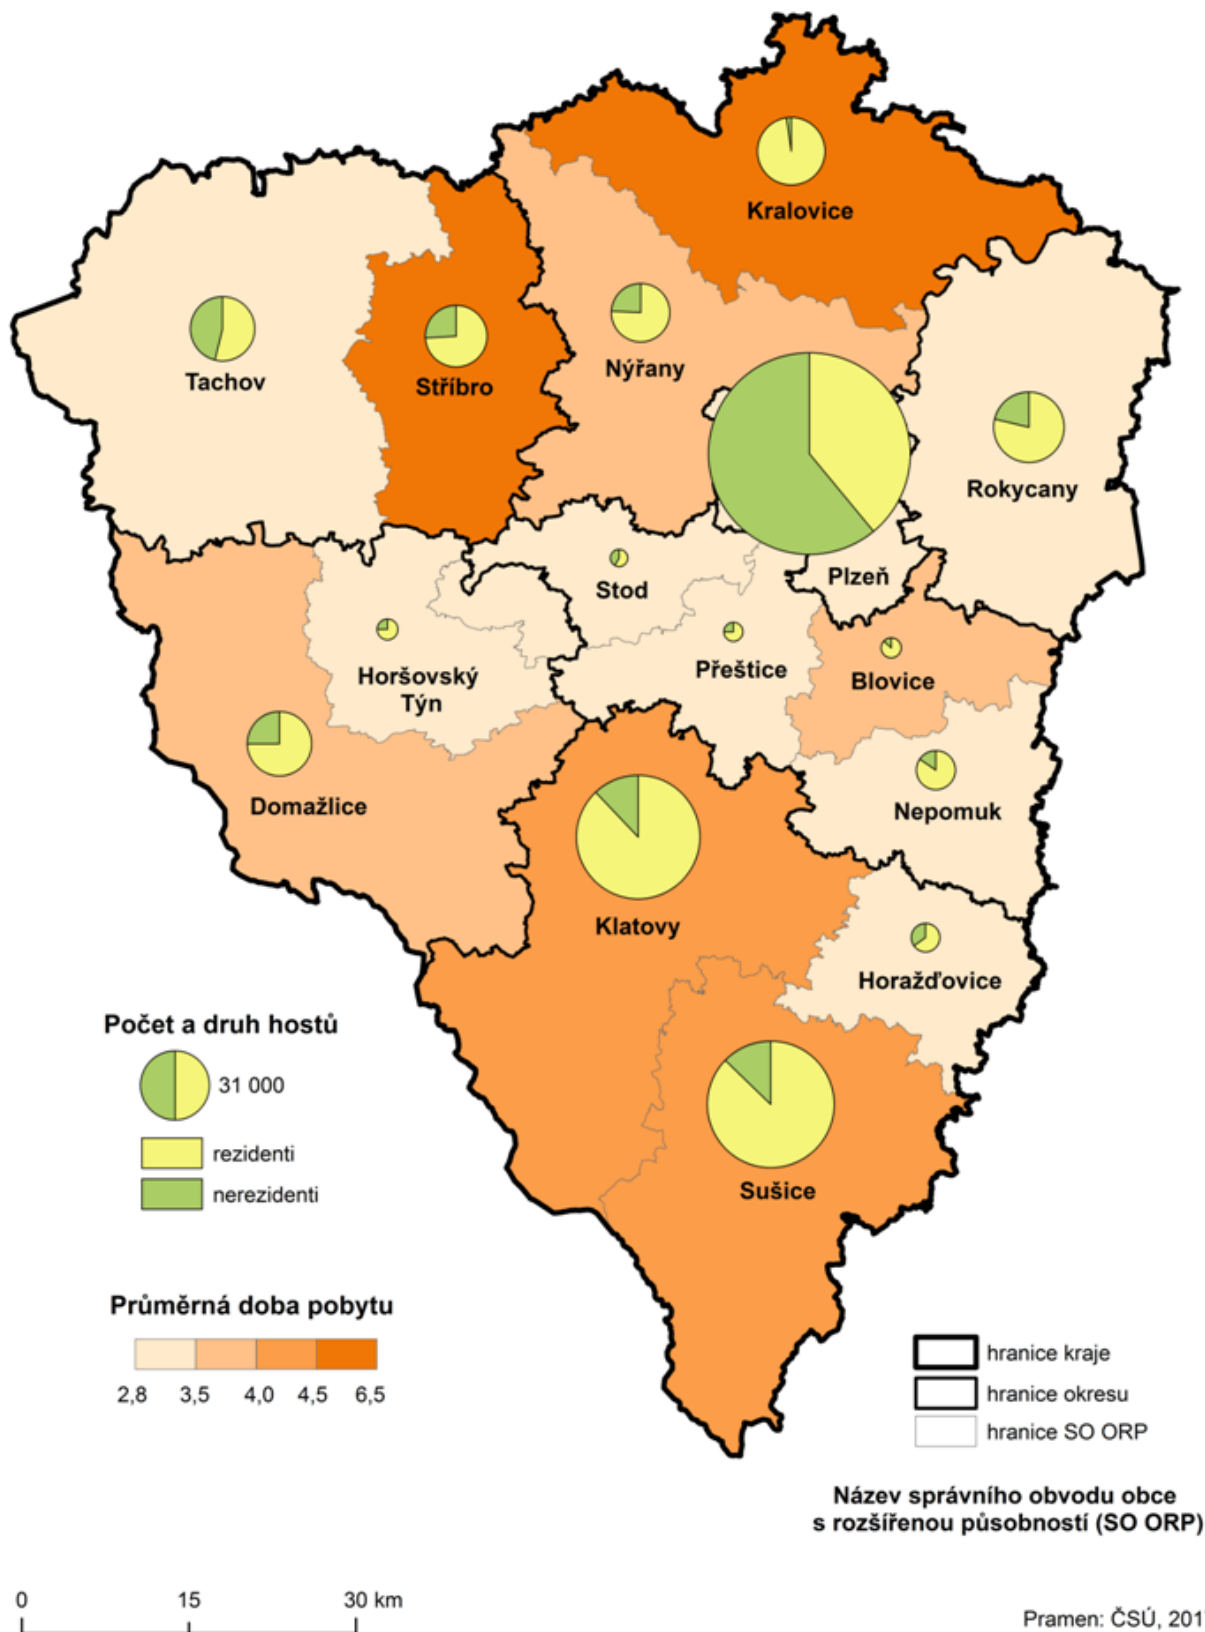 Kralovice
Tachov
Stříbro
Nýřany
Rokycany
Plzeň
Stod
Horšovský
Týn
Přeštice
Blovice
Domažlice
Nepomuk
Klatovy
Horažďovice
Sušice
Počet a druh hostů
31 000
rezidenti
nerezidenti
Průměrná doba pobytu
2,8 3,5 4,0 4,5 6,5
hranice kraje
hranice okresu
hranice SO ORP
Název správního obvodu obce
s rozšířenou působností (SO ORP)
0 15 30 km
Pramen: ČSÚ, 201